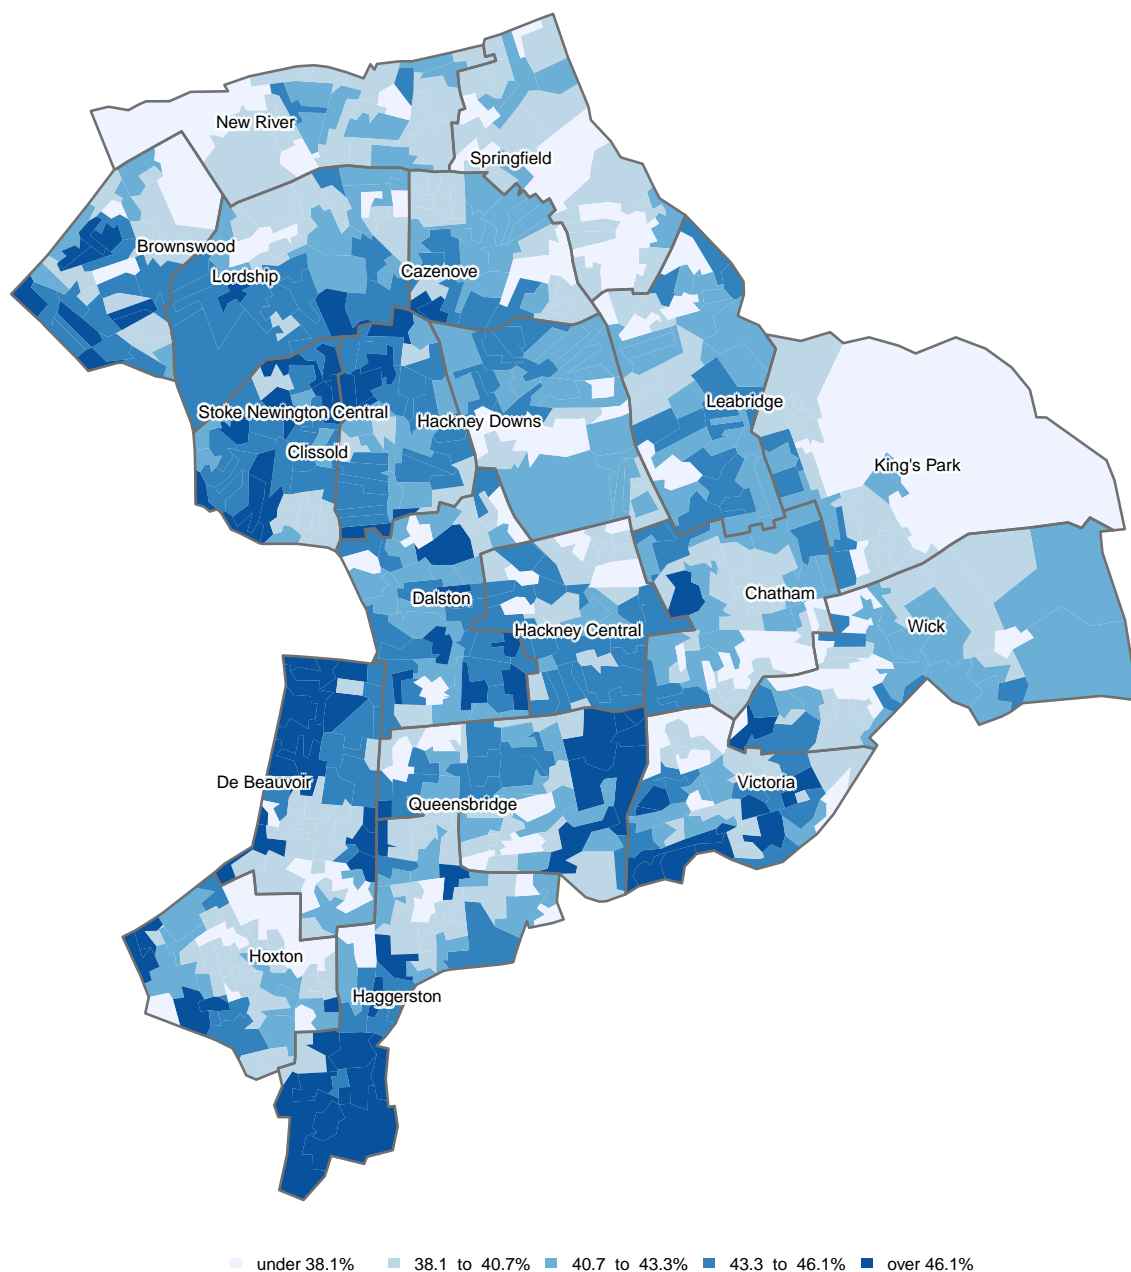 New River
Springfield
Brownswood
Lordship
Cazenove
Leabridge
Stoke Newington Central
Hackney Downs
Clissold
King's Park
Chatham
Dalston
Wick
Hackney Central
De Beauvoir
Victoria
Queensbridge
Hoxton
Haggerston
under 38.1% 38.1 to 40.7% 40.7 to 43.3% 43.3 to 46.1% over 46.1%